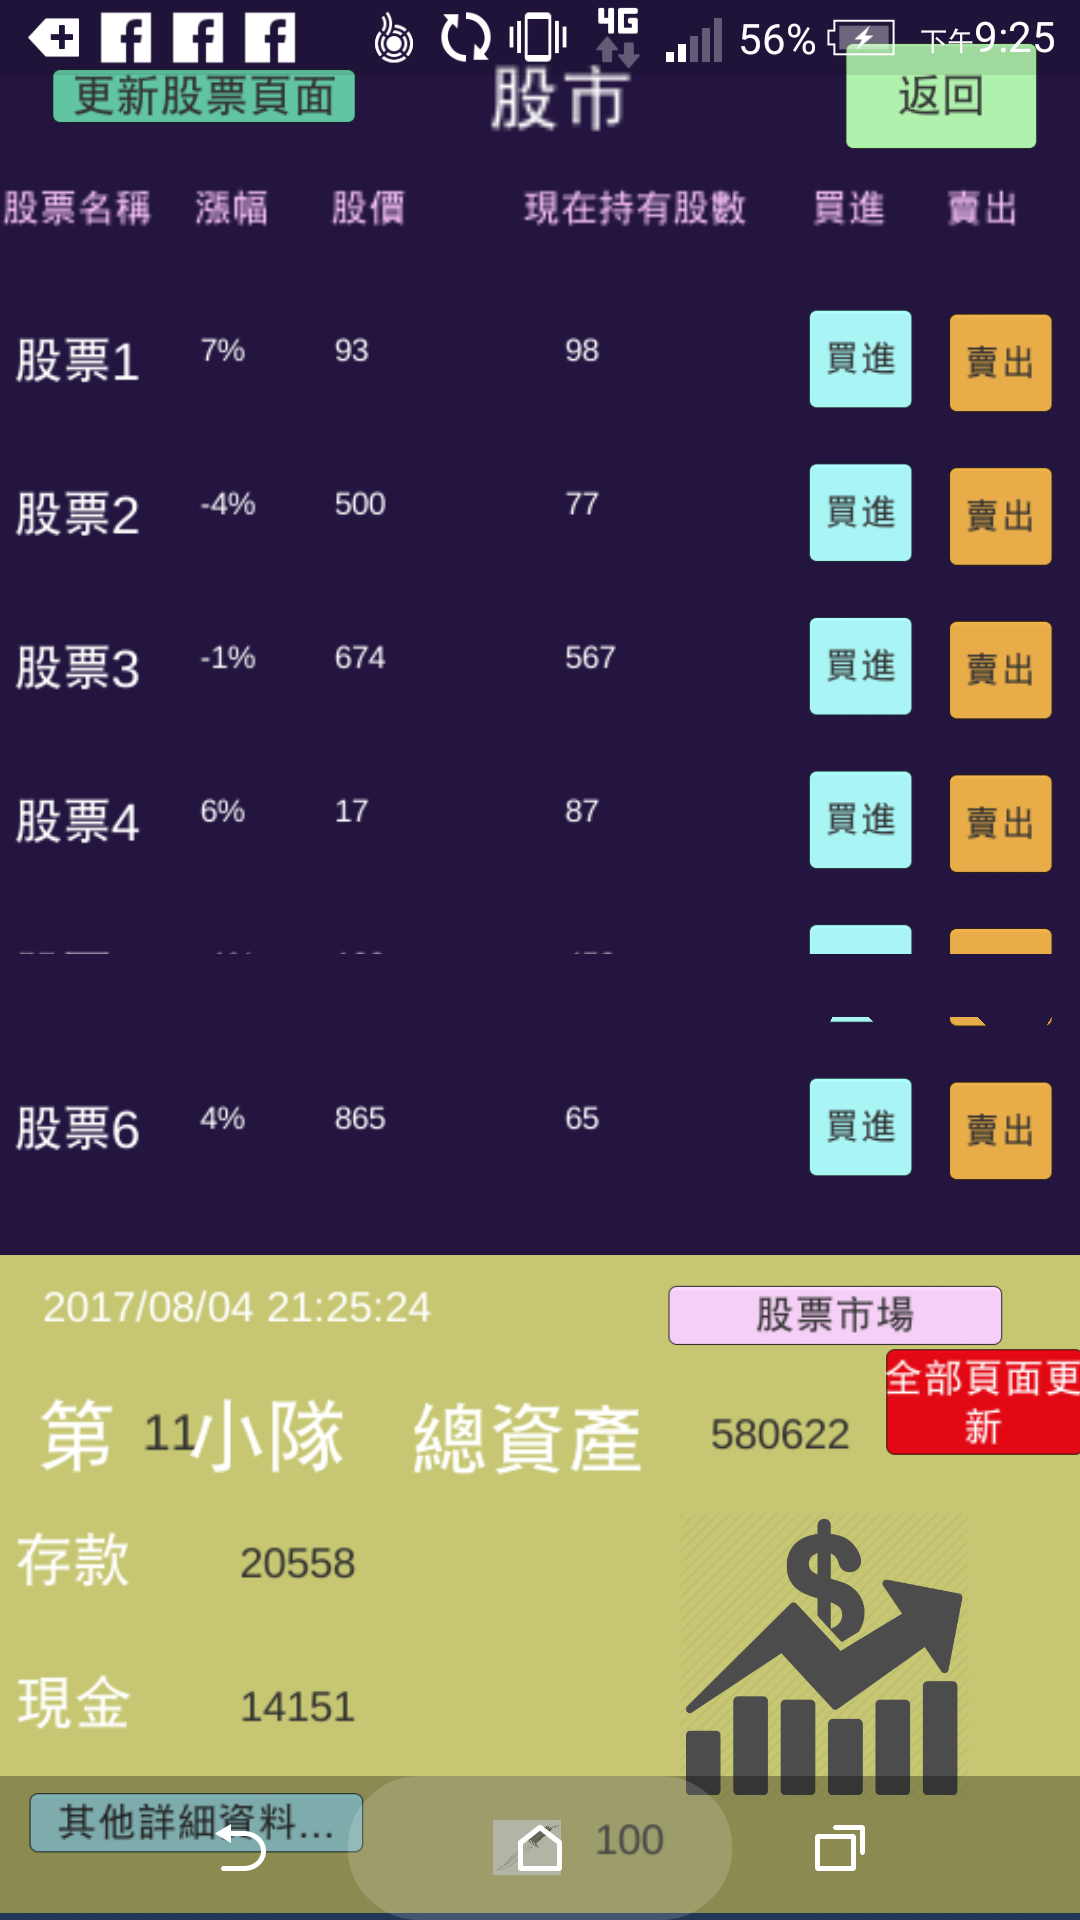 4G 56% 下午9:25
更新股票頁面 股市 返回
股票名稱 漲幅 股價 現在持有股數 買進 賣出
股票1 7% 93 98 買進 賣出
股票2 -4% 500 77 買進 賣出
股票3 -1% 674 567 買進 賣出
股票4 6% 17 87 買進 賣出
股票6 4% 865 65 買進 賣出
2017/08/04 21:25:24 股票市場
全部頁面更
新
第 11小隊 總資產 580622
存款 20558
現金 14151
其他詳細資料... 100